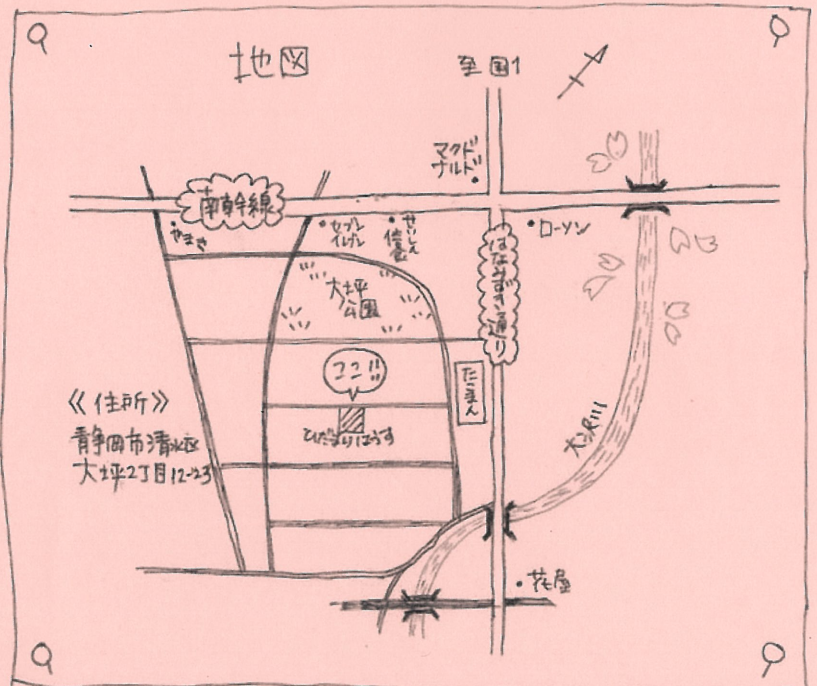 地図
至国1
マクド
ナルド
南幹線
やまき
セブン
イレブン
せいしん
信金
ローソン
はなみずき通り
大坪
公園
ココ!!
たこまん
《住所》
静岡市清水区
大坪2丁目12-23
ひだまりはうす
大沢川
花屋